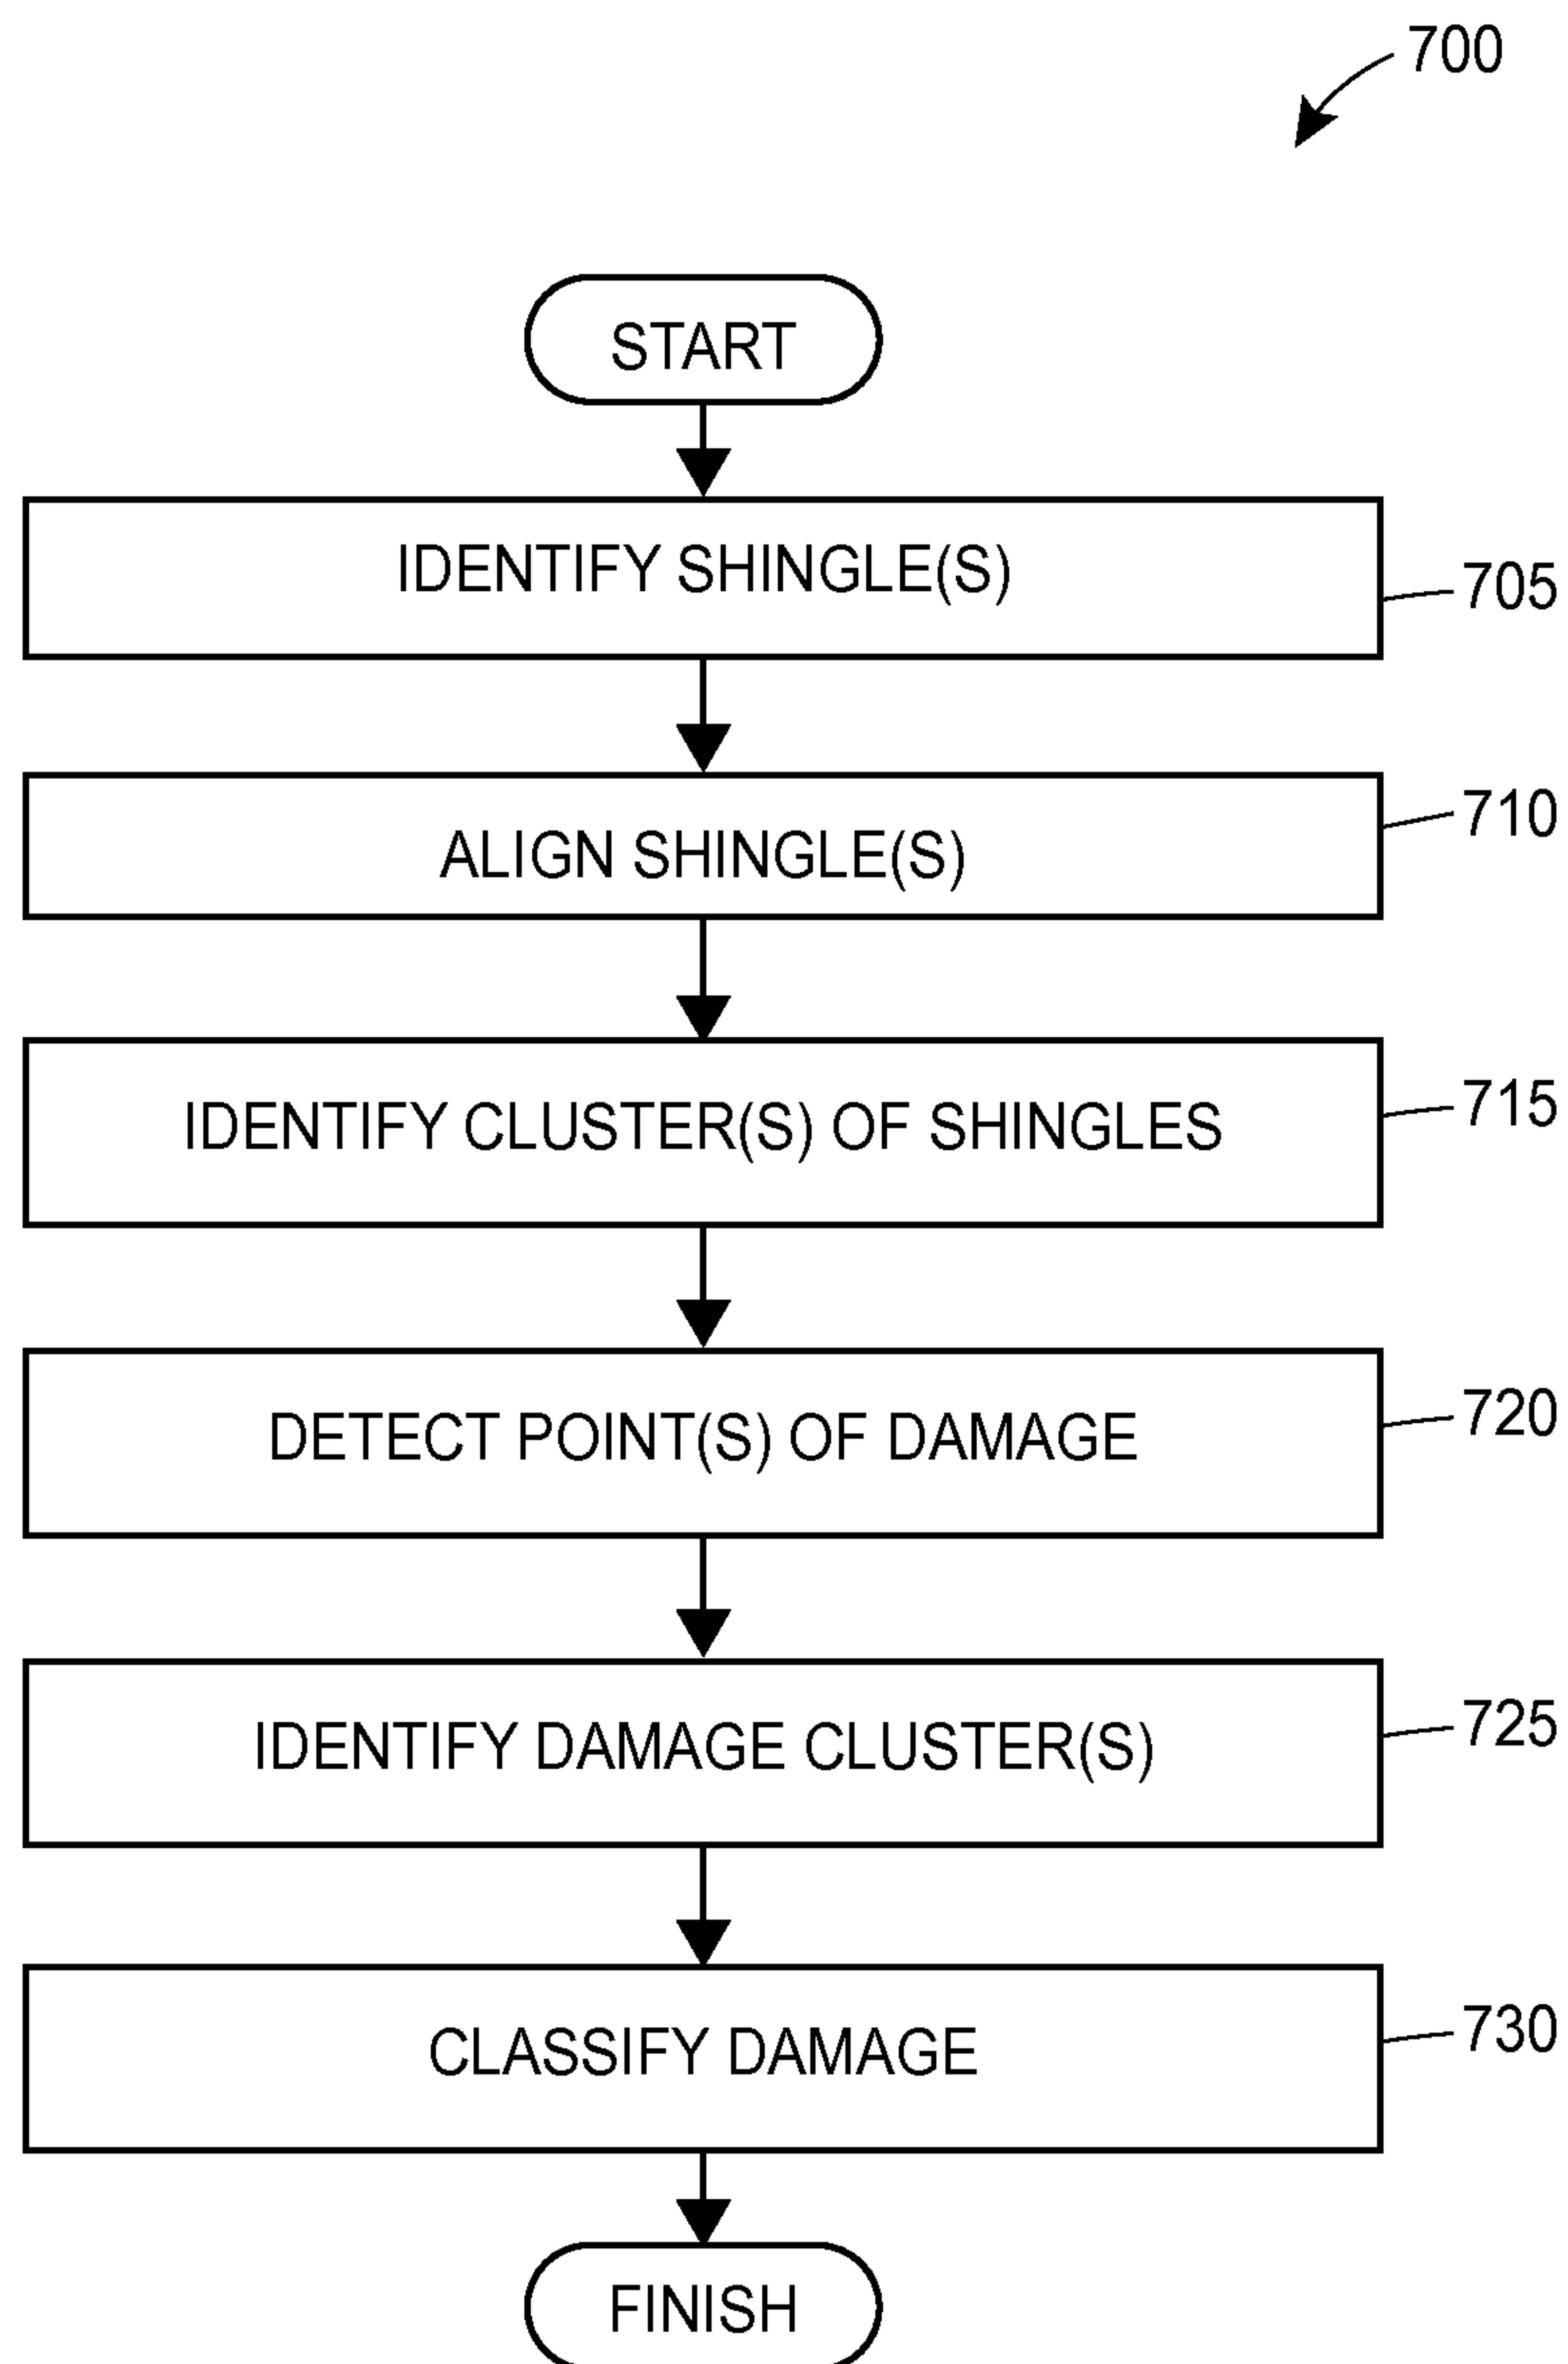 700
START
IDENTIFY SHINGLE(S)
705
ALIGN SHINGLE(S)
710
IDENTIFY CLUSTER(S) OF SHINGLES
715
DETECT POINT(S) OF DAMAGE
720
IDENTIFY DAMAGE CLUSTER(S)
725
CLASSIFY DAMAGE
730
FINISH